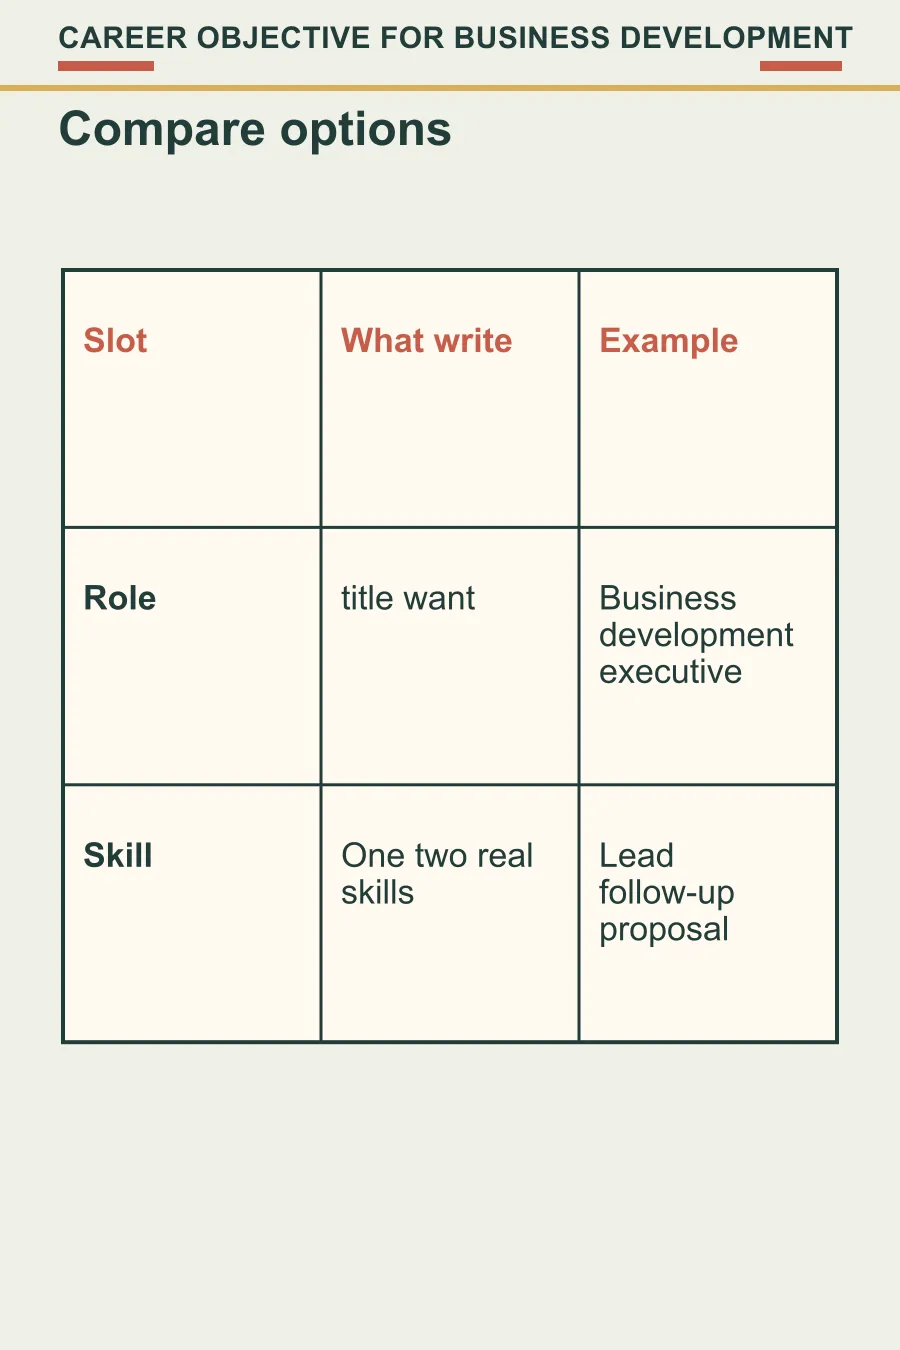 CAREER OBJECTIVE FOR BUSINESS DEVELOPMENT
Compare options
Slot
What write
Example
Role
title want
Business
development
executive
Skill
One two real
skills
Lead
follow-up
proposal